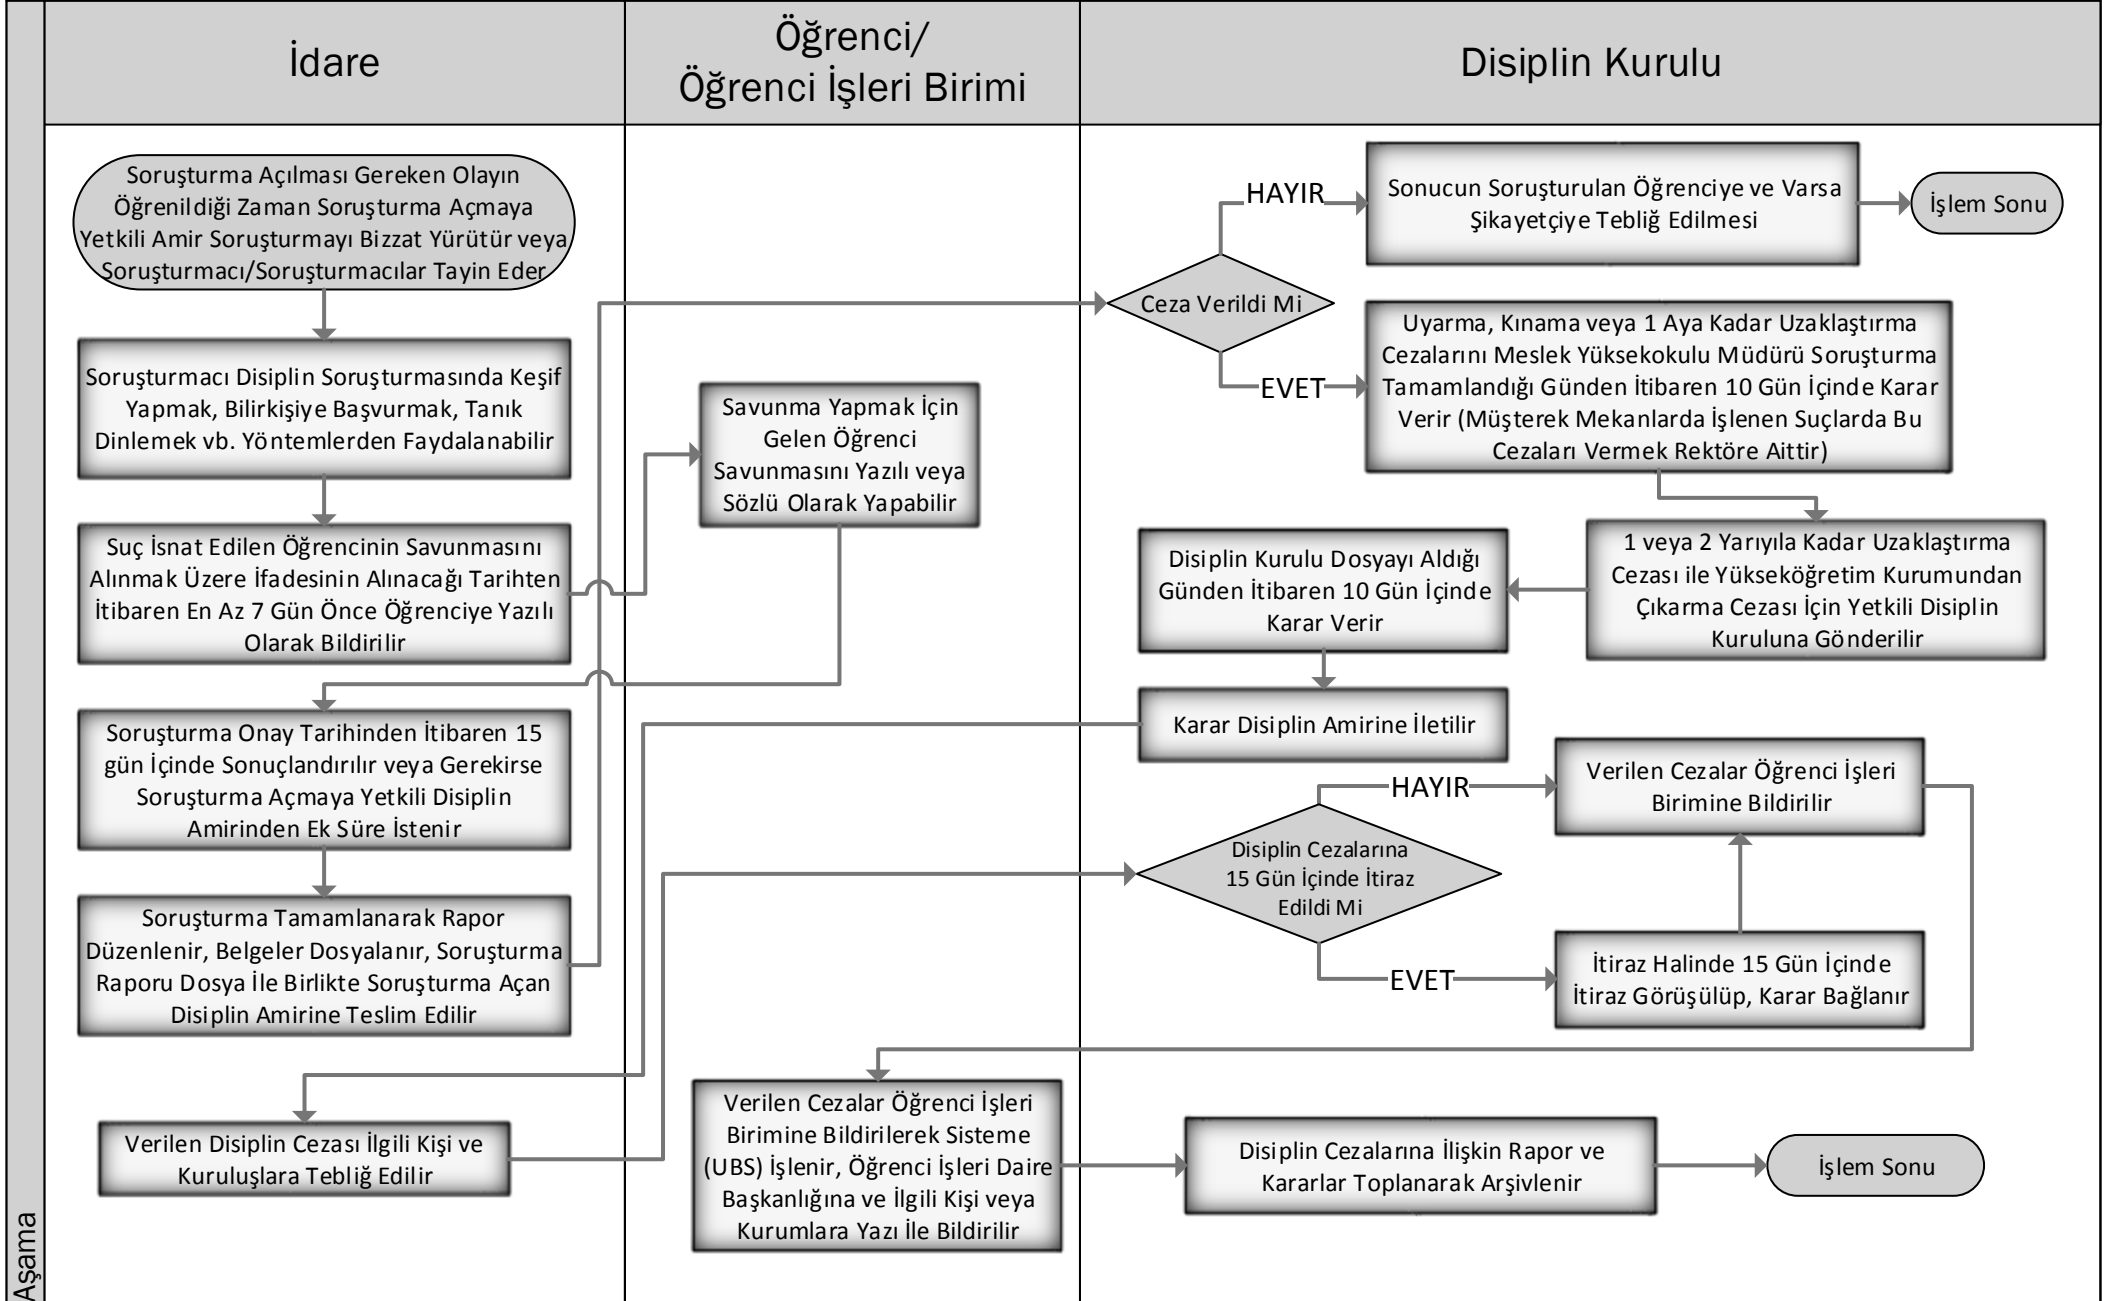 İdare
Öğrenci/
Öğrenci İşleri Birimi
Disiplin Kurulu
Aşama
Soruşturma Açılması Gereken Olayın
Öğrenildiği Zaman Soruşturma Açmaya
Yetkili Amir Soruşturmayı Bizzat Yürütür veya
Soruşturmacı/Soruşturmacılar Tayin Eder
Soruşturmacı Disiplin Soruşturmasında Keşif
Yapmak, Bilirkişiye Başvurmak, Tanık
Dinlemek vb. Yöntemlerden Faydalanabilir
Suç İsnat Edilen Öğrencinin Savunmasını
Alınmak Üzere İfadesinin Alınacağı Tarihten
İtibaren En Az 7 Gün Önce Öğrenciye Yazılı
Olarak Bildirilir
Savunma Yapmak İçin
Gelen Öğrenci
Savunmasını Yazılı veya
Sözlü Olarak Yapabilir
Soruşturma Onay Tarihinden İtibaren 15
gün İçinde Sonuçlandırılır veya Gerekirse
Soruşturma Açmaya Yetkili Disiplin
Amirinden Ek Süre İstenir
Soruşturma Tamamlanarak Rapor
Düzenlenir, Belgeler Dosyalanır, Soruşturma
Raporu Dosya İle Birlikte Soruşturma Açan
Disiplin Amirine Teslim Edilir
Ceza Verildi Mi
HAYIR
Sonucun Soruşturulan Öğrenciye ve Varsa
Şikayetçiye Tebliğ Edilmesi
İşlem Sonu
EVET
Uyarma, Kınama veya 1 Aya Kadar Uzaklaştırma
Cezalarını Meslek Yüksekokulu Müdürü Soruşturma
Tamamlandığı Günden İtibaren 10 Gün İçinde Karar
Verir (Müşterek Mekanlarda İşlenen Suçlarda Bu
Cezaları Vermek Rektöre Aittir)
1 veya 2 Yarıyıla Kadar Uzaklaştırma
Cezası ile Yükseköğretim Kurumundan
Çıkarma Cezası İçin Yetkili Disiplin
Kuruluna Gönderilir
Disiplin Kurulu Dosyayı Aldığı
Günden İtibaren 10 Gün İçinde
Karar Verir
Karar Disiplin Amirine İletilir
Verilen Disiplin Cezası İlgili Kişi ve
Kuruluşlara Tebliğ Edilir
Disiplin Cezalarına
15 Gün İçinde İtiraz
Edildi Mi
HAYIR
Verilen Cezalar Öğrenci İşleri
Birimine Bildirilir
EVET
İtiraz Halinde 15 Gün İçinde
İtiraz Görüşülüp, Karar Bağlanır
Verilen Cezalar Öğrenci İşleri
Birimine Bildirilerek Sisteme
(UBS) İşlenir, Öğrenci İşleri Daire
Başkanlığına ve İlgili Kişi veya
Kurumlara Yazı İle Bildirilir
Disiplin Cezalarına İlişkin Rapor ve
Kararlar Toplanarak Arşivlenir
İşlem Sonu